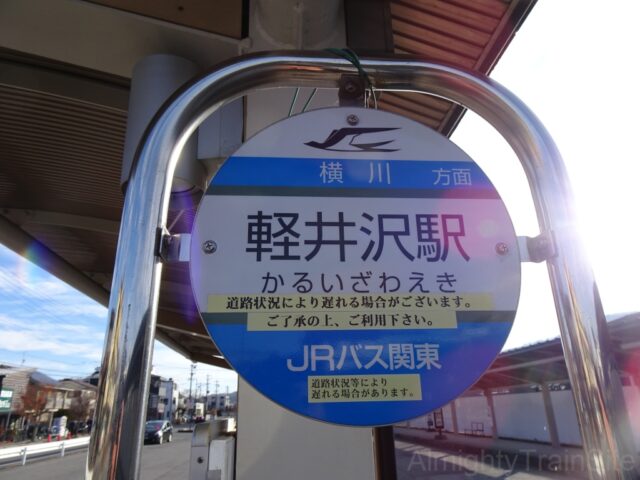 横川 方面
軽井沢駅
かるいざわえき
道路状況により遅れる場合がございます。
ご了承の上、ご利用下さい。
JRバス関東
道路状況等により
遅れる場合があります。
AlmightyTrain